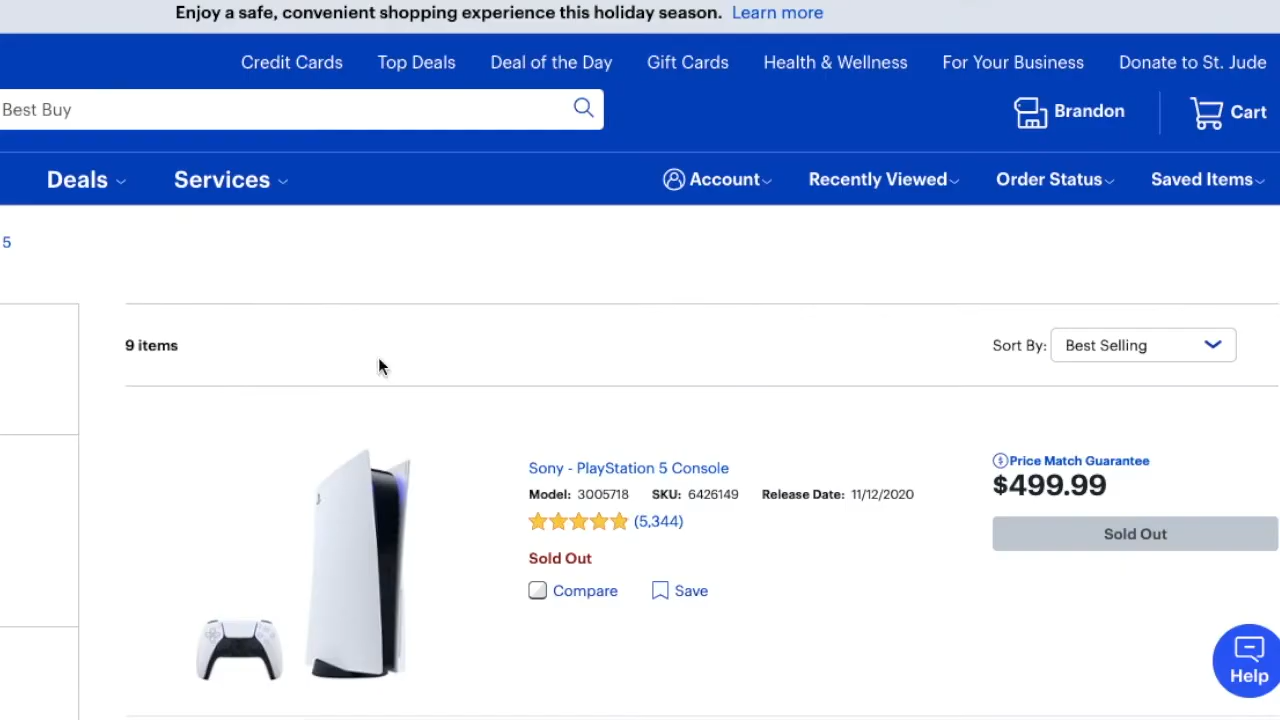 Enjoy a safe, convenient shopping experience this holiday season. Learn more
Credit Cards Top Deals Deal of the Day Gift Cards Health & Wellness For Your Business Donate to St. Jude
Best Buy
Brandon
Cart
Deals Services Account Recently Viewed Order Status Saved Items
5
9 items
Sort By: Best Selling
Sony - PlayStation 5 Console
Model: 3005718 SKU: 6426149 Release Date: 11/12/2020
(5,344)
Sold Out
Compare Save
Price Match Guarantee
$499.99
Sold Out
Help